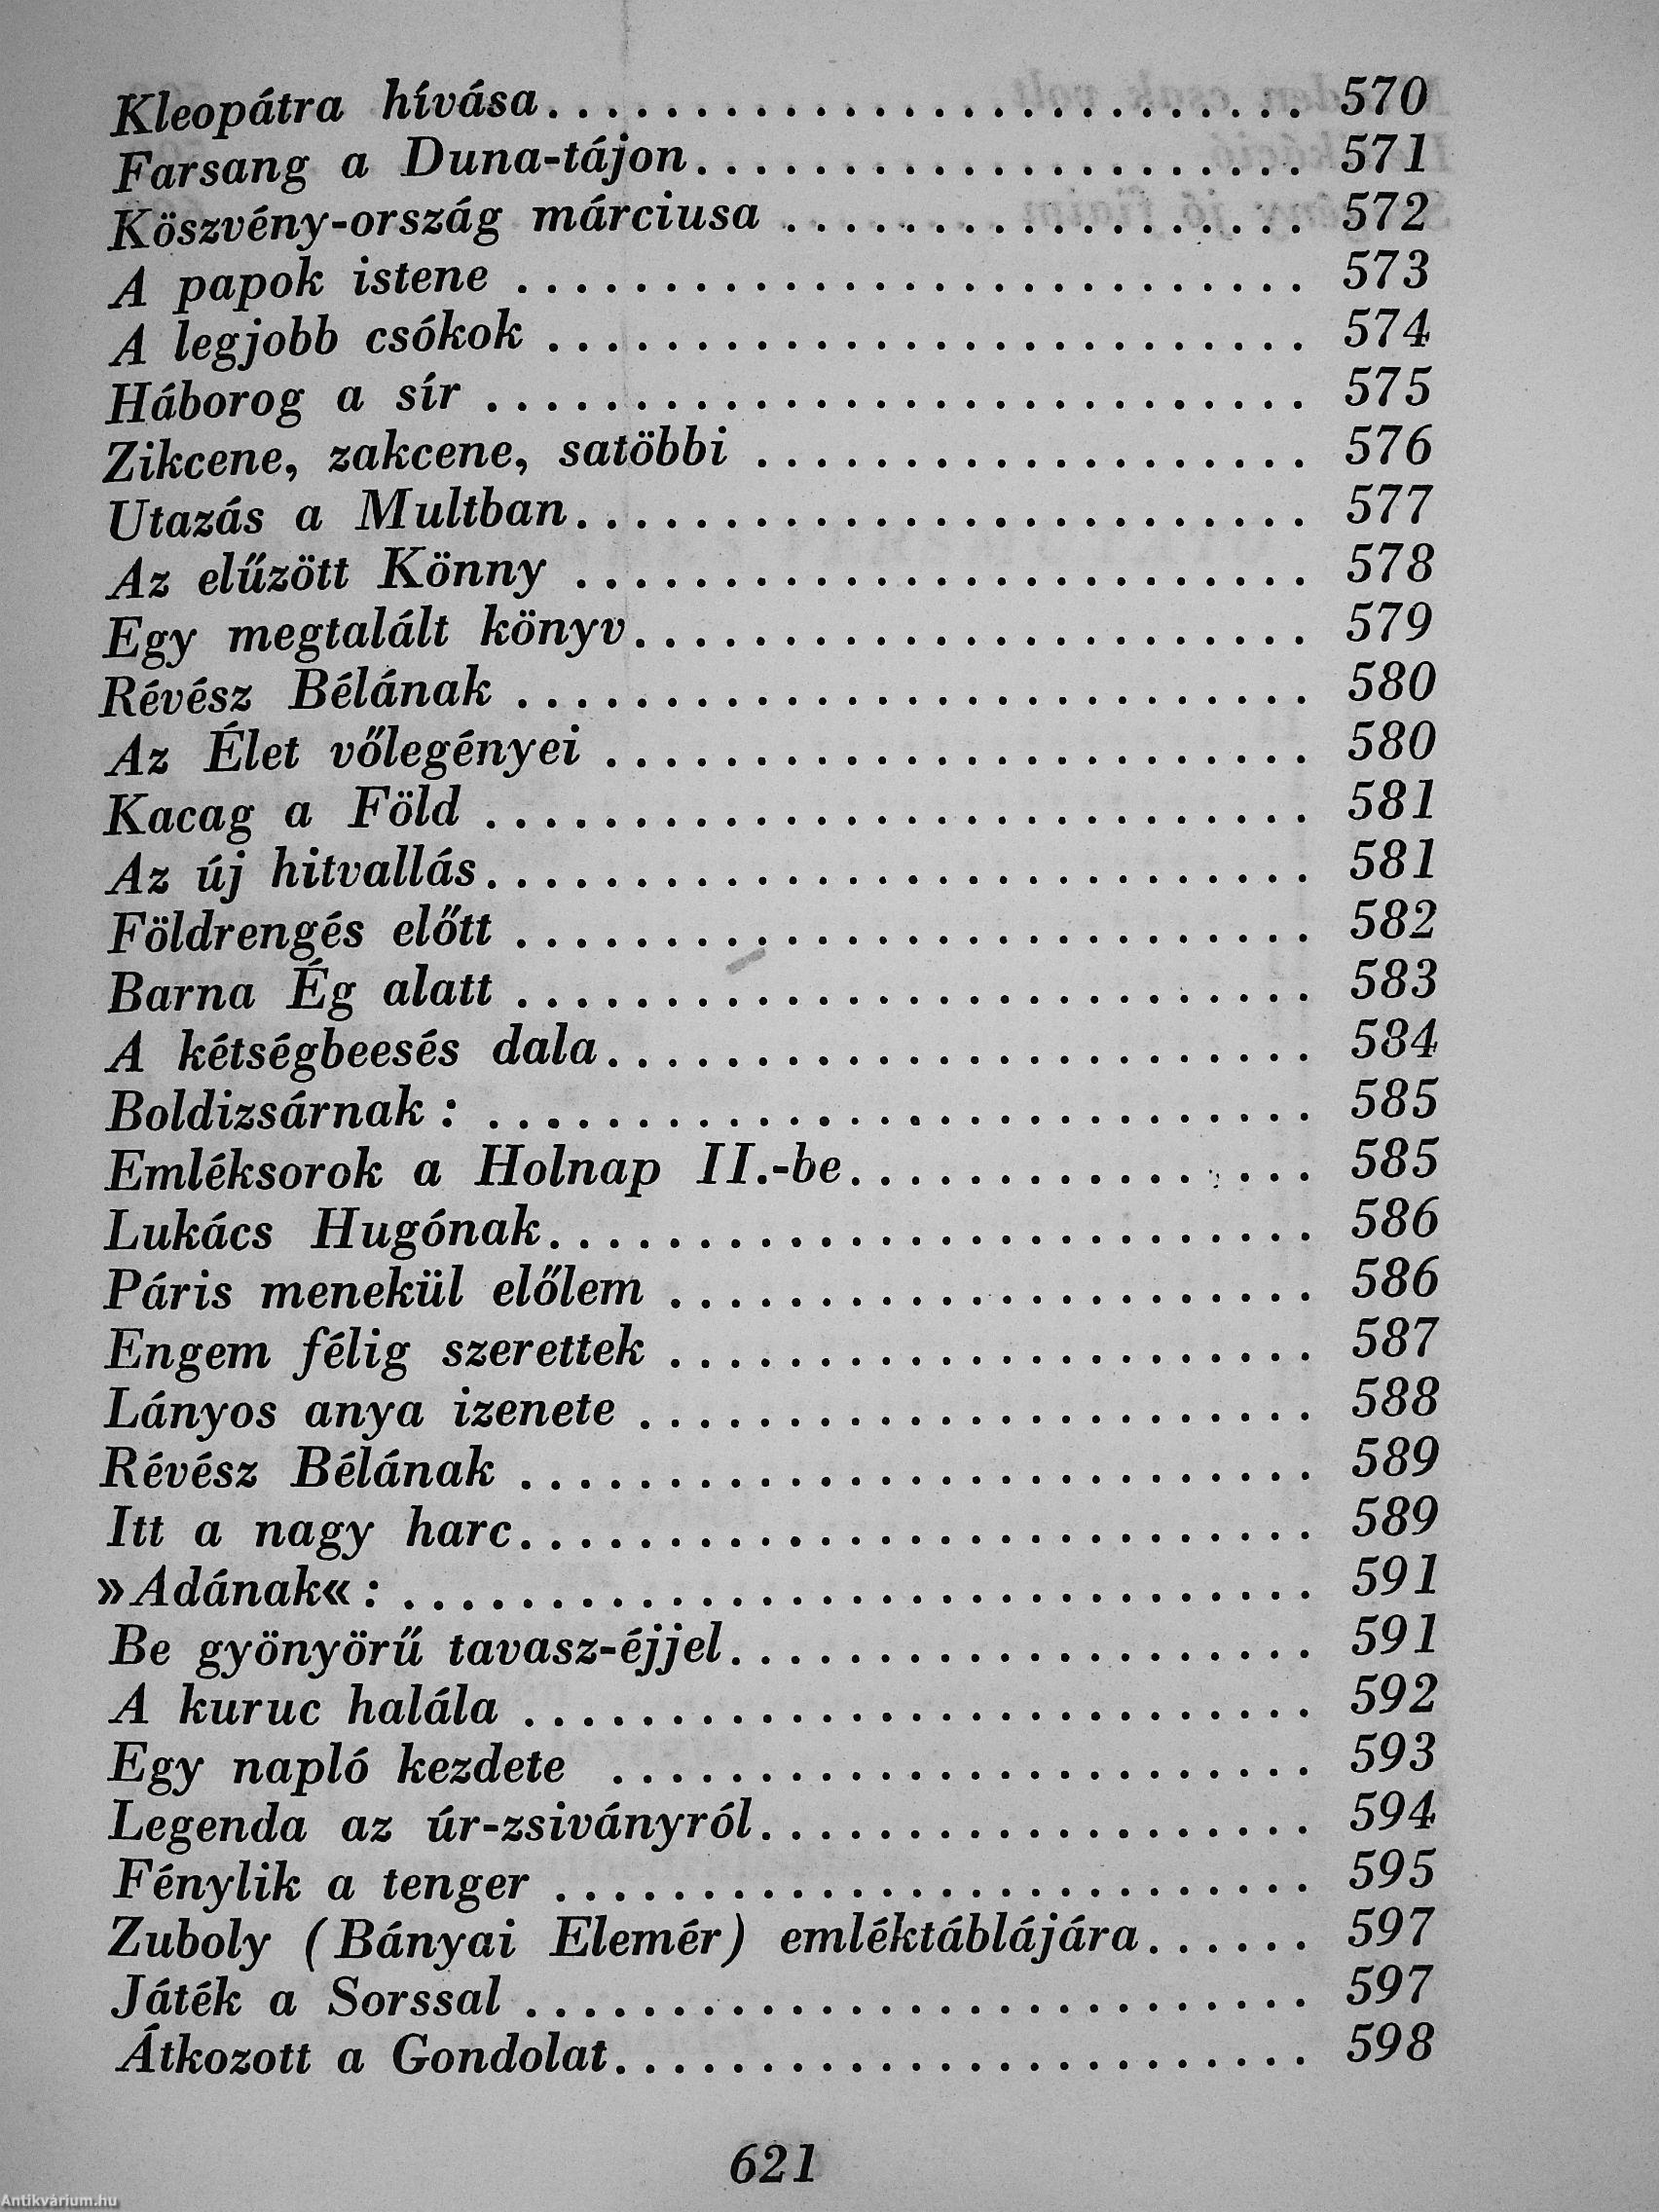 Kleopátra hívása.......................... 570
Farsang a Duna-tájon..................... 571
Köszvény-ország márciusa .................. 572
A papok istene ........................... 573
A legjobb csókok .......................... 574
Háborog a sír ............................ 575
Zikcene, zakcene, satöbbi ................... 576
Utazás a Multban......................... 577
Az elűzött Könny ......................... 578
Egy megtalált könyv....................... 579
Révész Bélának ........................... 580
Az Élet vőlegényei ........................ 580
Kacag a Föld ............................ 581
Az új hitvallás............................ 581
Földrengés előtt ........................... 582
Barna Ég alatt ........................... 583
A kétségbeesés dala........................ 584
Boldizsárnak : ............................ 585
Emléksorok a Holnap II.-be................ 585
Lukács Hugónak.......................... 586
Páris menekül előlem ...................... 586
Engem félig szerettek ...................... 587
Lányos anya izenete ....................... 588
Révész Bélának ........................... 589
Itt a nagy harc........................... 589
»Adának« : ............................... 591
Be gyönyörű tavasz-éjjel.................... 591
A kuruc halála ........................... 592
Egy napló kezdete ........................ 593
Legenda az úr-zsiványról................... 594
Fénylik a tenger .......................... 595
Zuboly (Bányai Elemér) emléktáblájára...... 597
Játék a Sorssal ........................... 597
Átkozott a Gondolat........................ 598
621
Antikvárium.hu